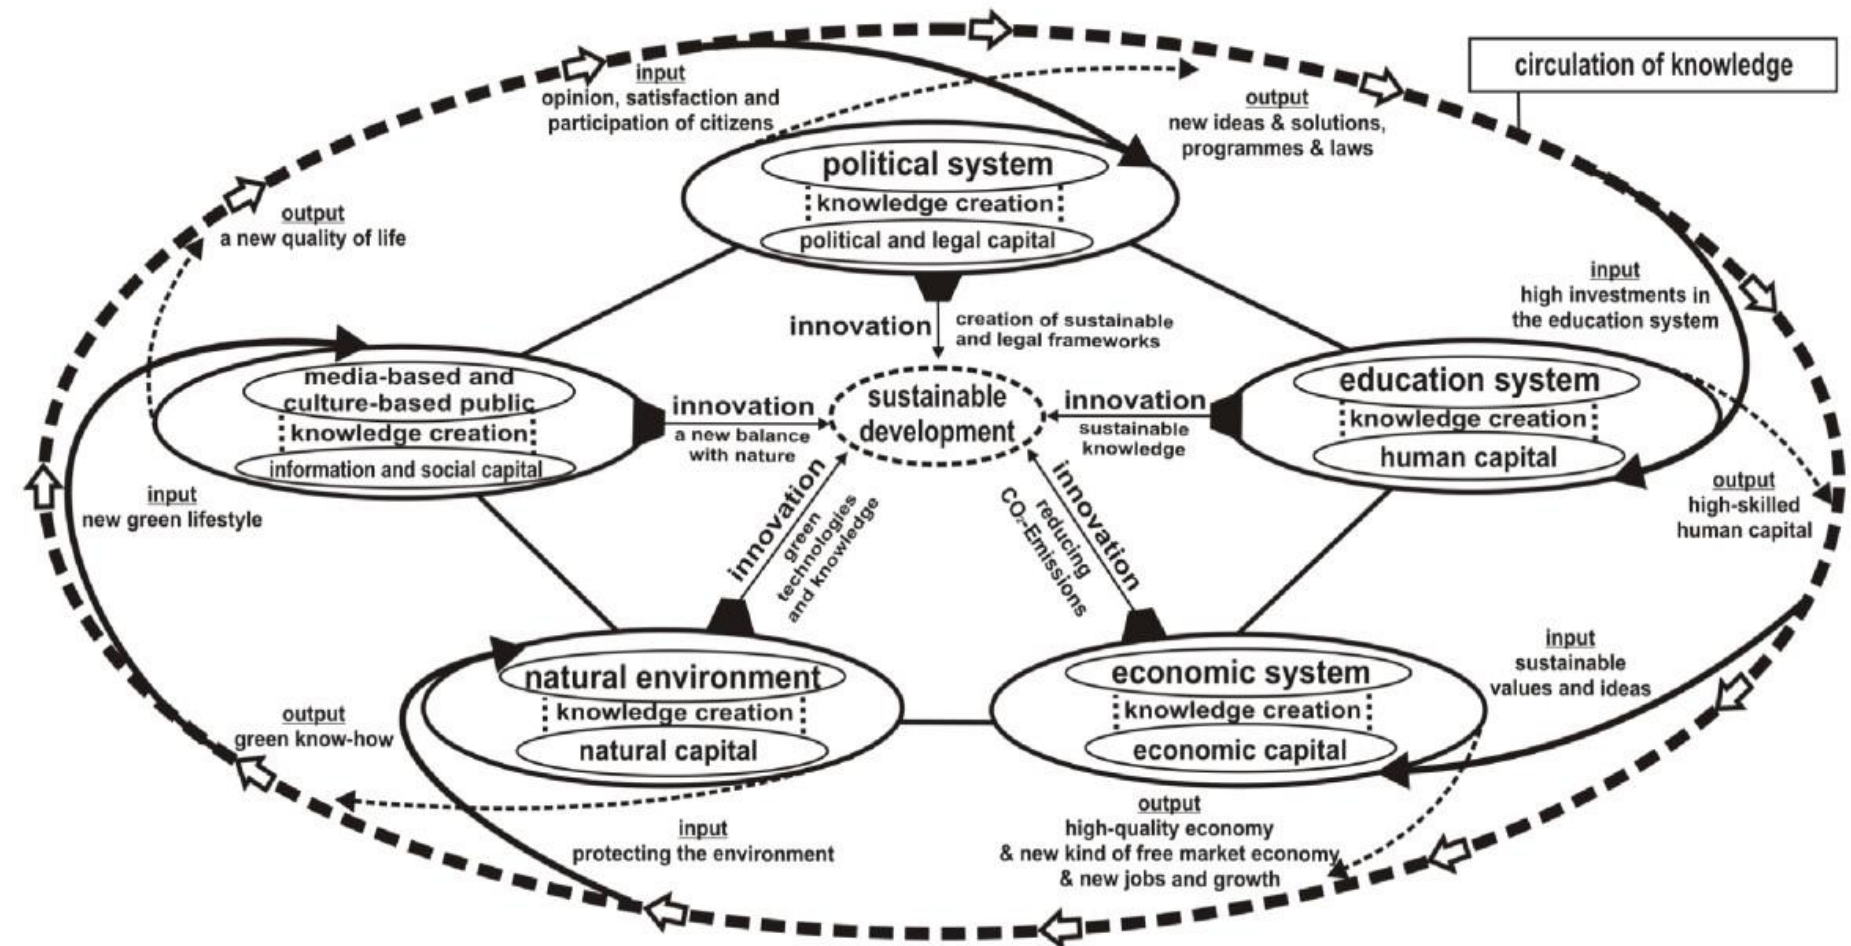 circulation of knowledge
input
opinion, satisfaction and
participation of citizens
output
new ideas & solutions,
programmes & laws
political system
knowledge creation
political and legal capital
output
a new quality of life
input
high investments in
the education system
innovation
creation of sustainable
and legal frameworks
media-based and
culture-based public
knowledge creation
information and social capital
innovation
a new balance
with nature
sustainable
development
innovation
sustainable
knowledge
education system
knowledge creation
human capital
input
new green lifestyle
output
high-skilled
human capital
innovation
green
technologies
and knowledge
innovation
reducing
CO₂-Emissions
natural environment
knowledge creation
natural capital
economic system
knowledge creation
economic capital
input
sustainable
values and ideas
output
green know-how
input
protecting the environment
output
high-quality economy
& new kind of free market economy
& new jobs and growth